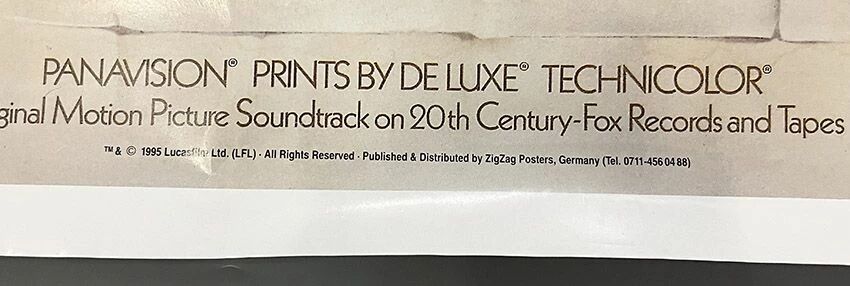 PANAVISION® PRINTS BY DE LUXE® TECHNICOLOR®
ginal Motion Picture Soundtrack on 20th Century-Fox Records and Tapes
TM & © 1995 Lucasfilm Ltd. (LFL) · All Rights Reserved · Published & Distributed by ZigZag Posters, Germany (Tel. 0711-456 04 88)